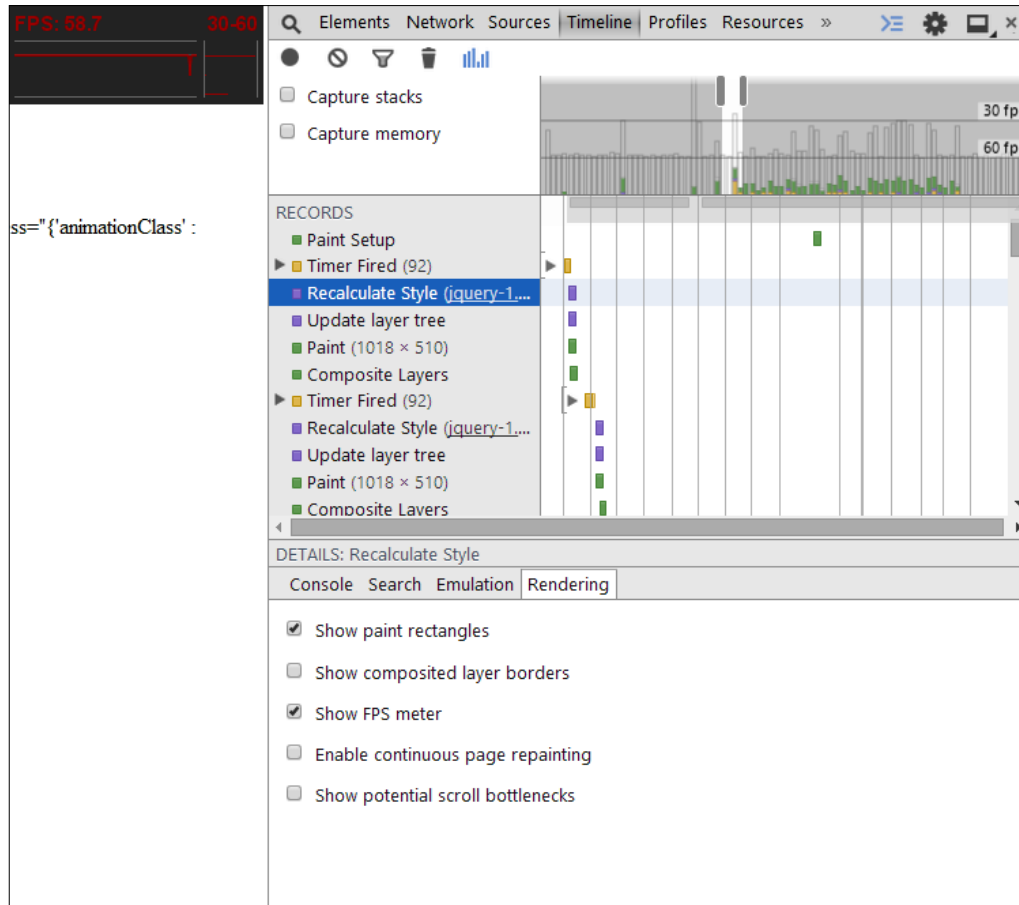 FPS: 58.7 30-60
ss="{'animationClass' :
Elements Network Sources Timeline Profiles Resources »
Capture stacks
Capture memory
30 fp
60 fp
RECORDS
Paint Setup
Timer Fired (92)
Recalculate Style (jquery-1....
Update layer tree
Paint (1018 × 510)
Composite Layers
Timer Fired (92)
Recalculate Style (jquery-1....
Update layer tree
Paint (1018 × 510)
Composite Layers
DETAILS: Recalculate Style
Console Search Emulation Rendering
Show paint rectangles
Show composited layer borders
Show FPS meter
Enable continuous page repainting
Show potential scroll bottlenecks